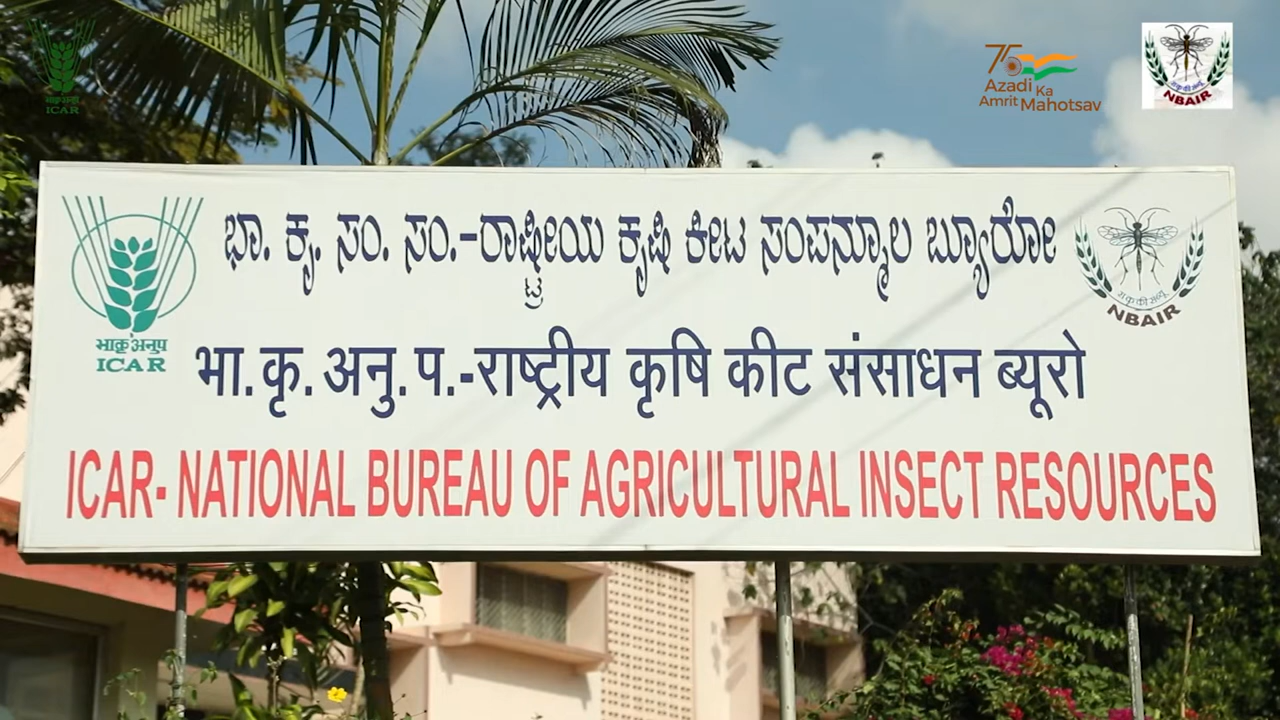 ICAR
75
Azadi
Ka
Amrit Mahotsav
NBAIR
ಭಾ. ಕೃ. ಸಂ. ಸಂ.-ರಾಷ್ಟ್ರೀಯ ಕೃಷಿ ಕೀಟ ಸಂಪನ್ಮೂಲ ಬ್ಯೂರೋ
भाकृअनुप
ICAR
NBAIR
भा.कृ.अनु.प.-राष्ट्रीय कृषि कीट संसाधन ब्यूरो
ICAR- NATIONAL BUREAU OF AGRICULTURAL INSECT RESOURCES